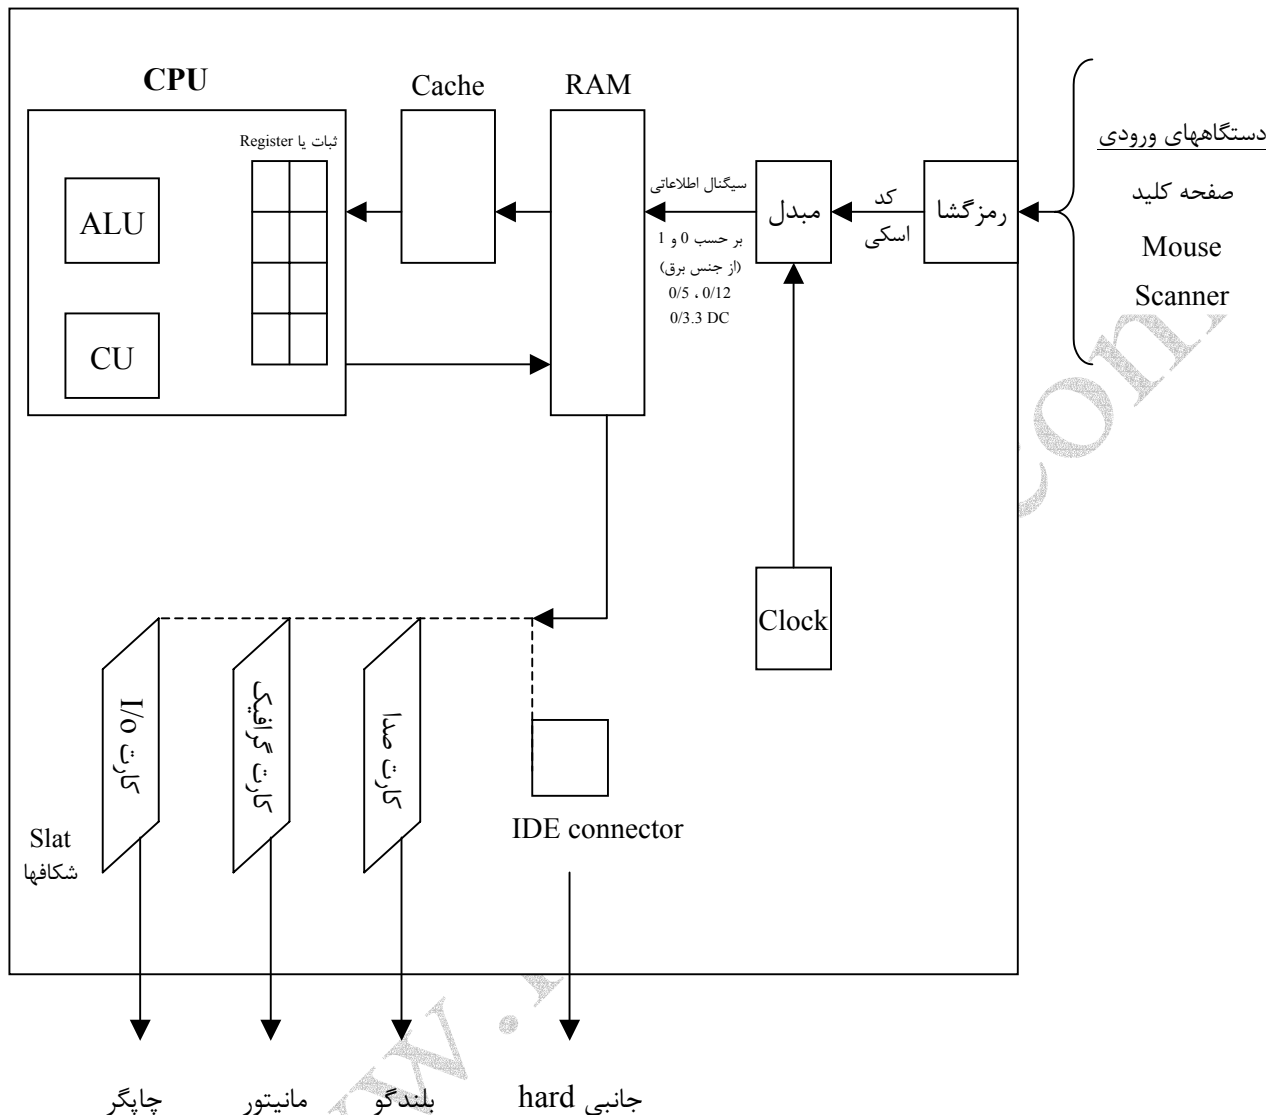 CPU
Cache
RAM
ثبات یا Register
ALU
CU
سیگنال اطلاعاتی
بر حسب 0 و 1
(از جنس برق)
0/5 ، 0/12
0/3.3 DC
مبدل
کد
اسکی
رمزگشا
دستگاههای ورودی
صفحه کلید
Mouse
Scanner
Clock
کارت I/o
کارت گرافیک
کارت صدا
IDE connector
Slat
شکافها
چاپگر
مانیتور
بلندگو
جانبی hard